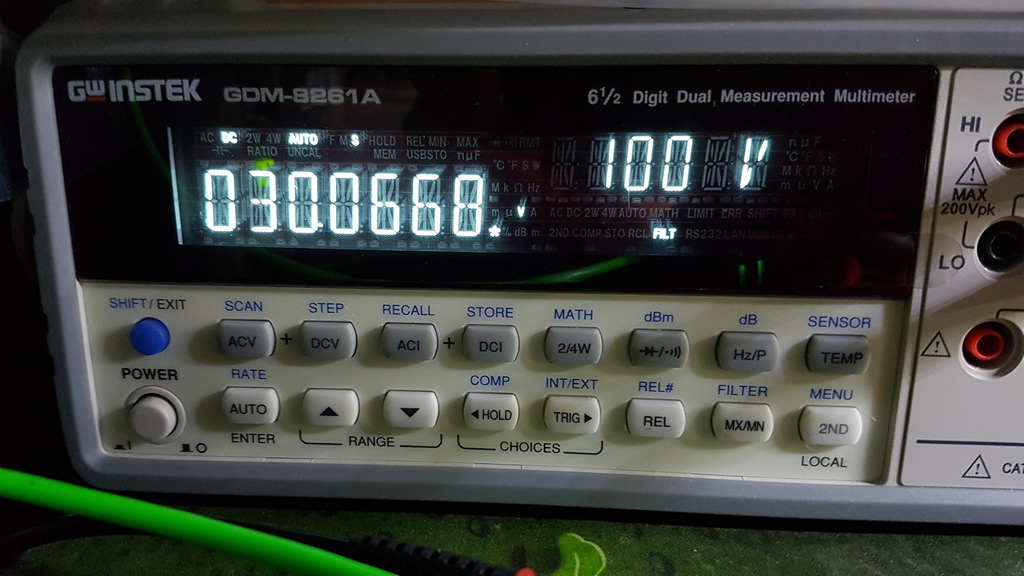 GW INSTEK GDM-8261A 6½ Digit Dual Measurement Multimeter
AC DC 2W 4W AUTO F M S HOLD REL MIN MAX
RATIO UNCAL MEM USBSTO n μ F
030.0668 V
100 V
AC DC 2W 4W AUTO MATH LIMIT ERR SHIFT
2ND COMP STO RCL FILT RS232 LAN USB
HI
MAX
200Vpk
LO
SHIFT / EXIT SCAN STEP RECALL STORE MATH dBm dB SENSOR
ACV + DCV ACI + DCI 2/4W Hz/P TEMP
POWER RATE COMP INT/EXT REL# FILTER MENU
AUTO ▲ ▼ ◀HOLD TRIG▶ REL MX/MN 2ND
ENTER RANGE CHOICES LOCAL